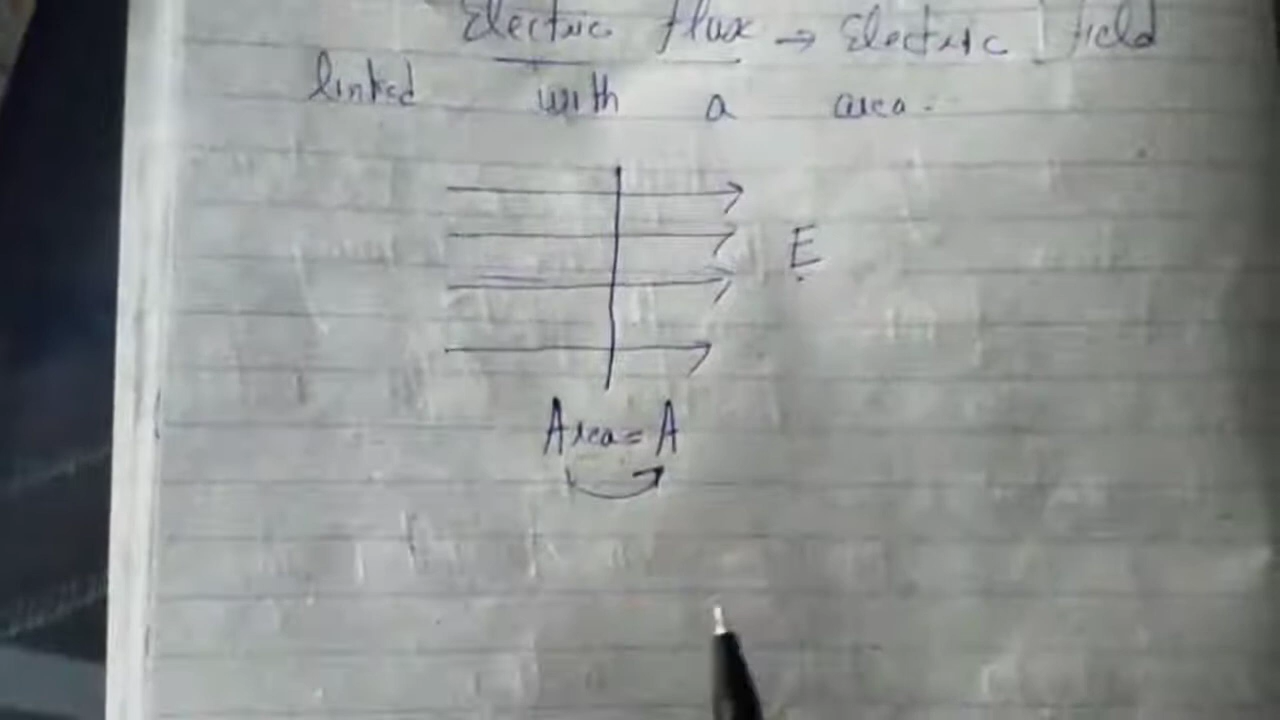 Electric flux → Electric field
linked with a area.
E
Area = A